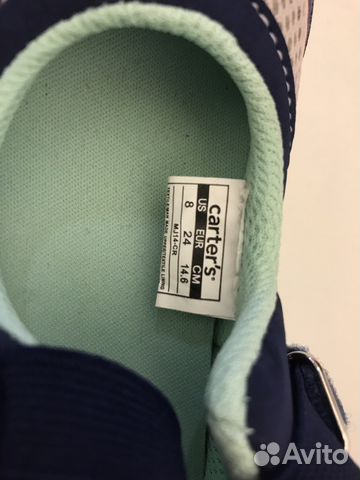 carter's®
US EUR CM
8 24 14.6
MJ14-CR
Avito